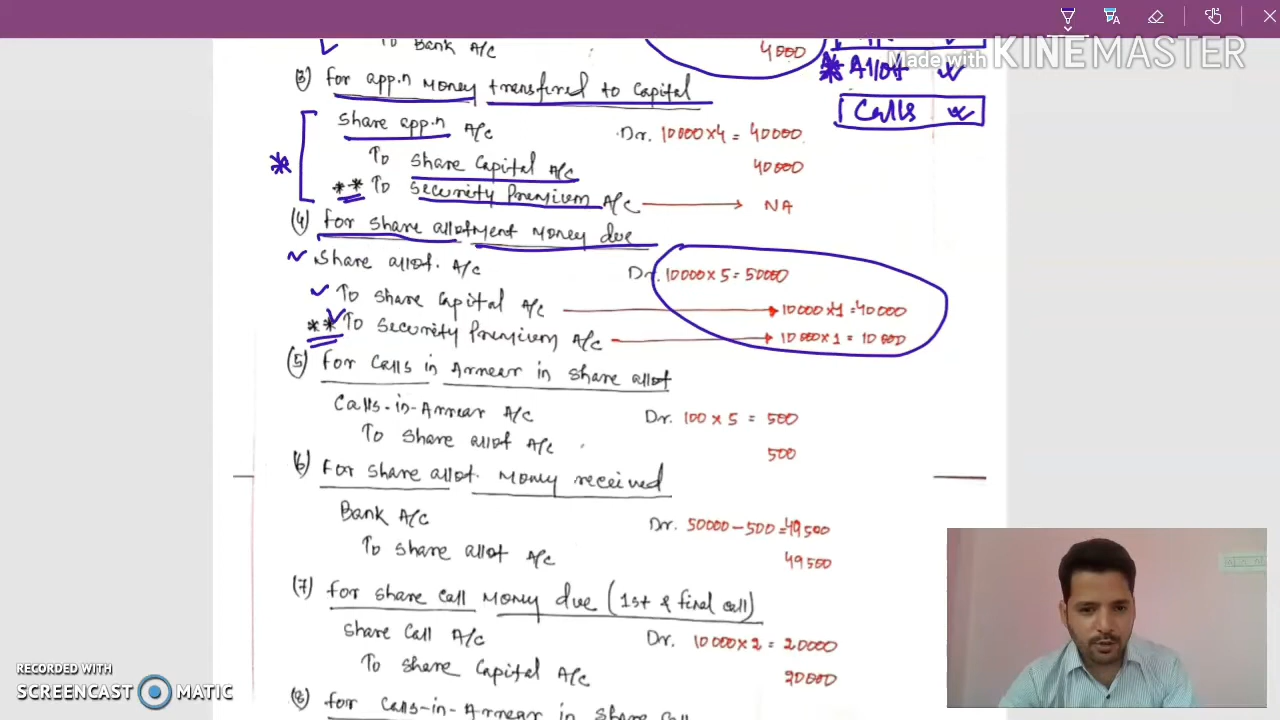 To Bank A/c
4000
Made with KINEMASTER
* Allot
(3) for app.n Money transfired to Capital
Calls
Share app.n A/c Dr. 10000×4 = 40000
* To Share Capital A/c 40000
** To Security Premium A/c → NA
(4) for share allotment Money due
Share allot. A/c Dr. 10000×5 = 50000
To Share Capital A/c → 10000×4 = 40000
** To Security Premium A/c → 10000×1 = 10000
(5) for Calls in Arrear in share allot
Calls-in-Arrear A/c Dr. 100×5 = 500
To Share allot A/c 500
(6) for share allot. Money received
Bank A/c Dr. 50000-500=49500
To Share allot A/c 49500
(7) for share call Money due (1st & final call)
Share Call A/c Dr. 10000×2 = 20000
To Share Capital A/c 20000
(8) for Calls-in-Arrear in share Call
RECORDED WITH
SCREENCAST MATIC